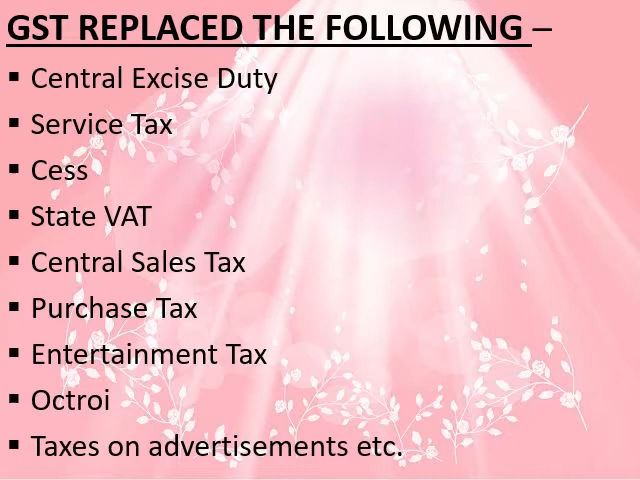 GST REPLACED THE FOLLOWING –
▪ Central Excise Duty
▪ Service Tax
▪ Cess
▪ State VAT
▪ Central Sales Tax
▪ Purchase Tax
▪ Entertainment Tax
▪ Octroi
▪ Taxes on advertisements etc.